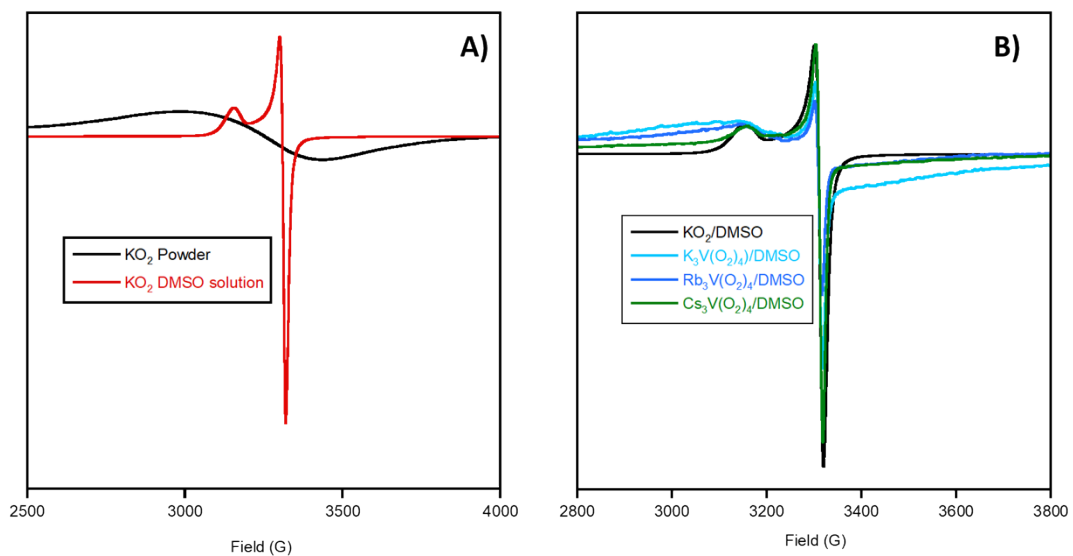 A)
KO₂ Powder
KO₂ DMSO solution
2500 3000 3500 4000
Field (G)
B)
KO₂/DMSO
K₃V(O₂)₄)/DMSO
Rb₃V(O₂)₄/DMSO
Cs₃V(O₂)₄/DMSO
2800 3000 3200 3400 3600 3800
Field (G)